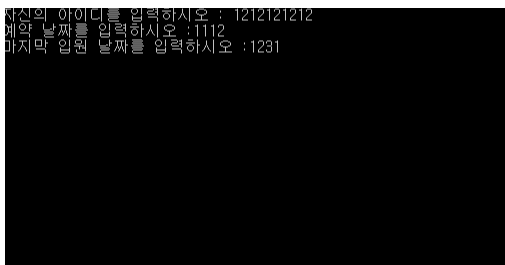 자신의 아이디를 입력하시오 : 1212121212
예약 날짜를 입력하시오 :1112
마지막 입원 날짜를 입력하시오 :1231